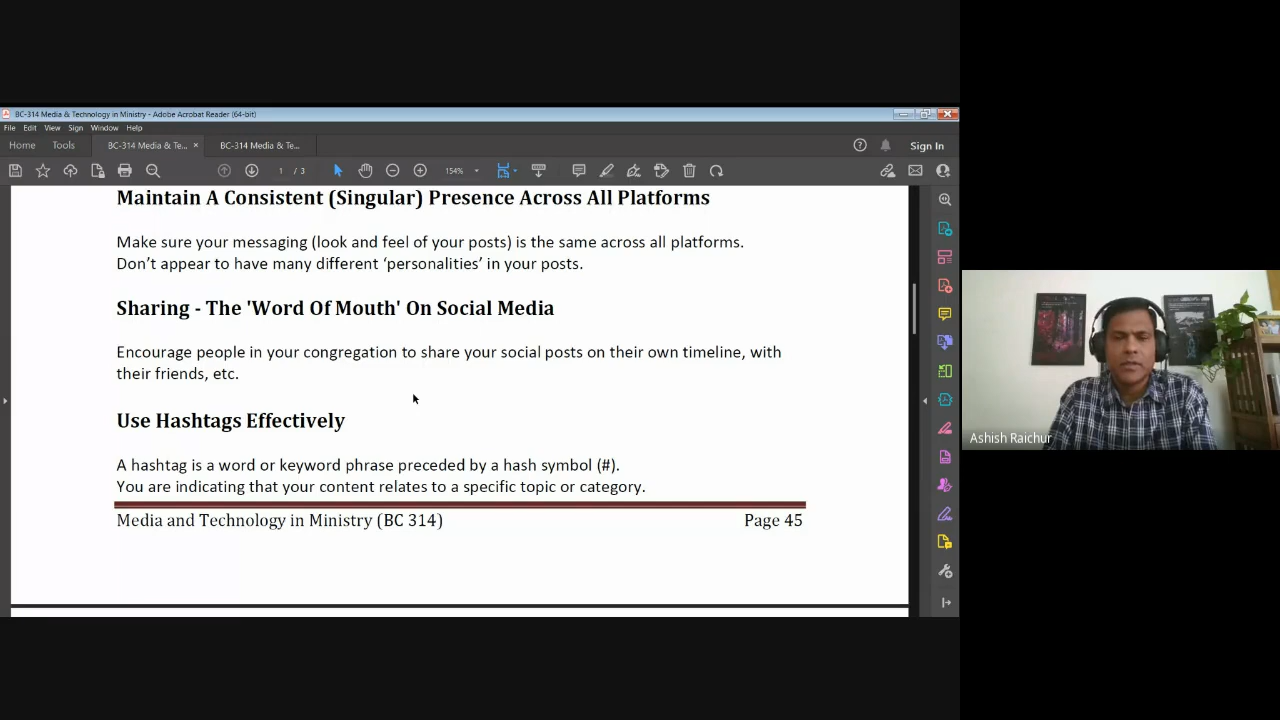 BC-314 Media & Technology in Ministry - Adobe Acrobat Reader (64-bit)
File Edit View Sign Window Help
Home Tools BC-314 Media & Te... × BC-314 Media & Te... Sign In
1 / 3 154%
Maintain A Consistent (Singular) Presence Across All Platforms
Make sure your messaging (look and feel of your posts) is the same across all platforms.
Don’t appear to have many different ‘personalities’ in your posts.
Sharing - The 'Word Of Mouth' On Social Media
Encourage people in your congregation to share your social posts on their own timeline, with
their friends, etc.
Use Hashtags Effectively
A hashtag is a word or keyword phrase preceded by a hash symbol (#).
You are indicating that your content relates to a specific topic or category.
Media and Technology in Ministry (BC 314) Page 45
Ashish Raichur